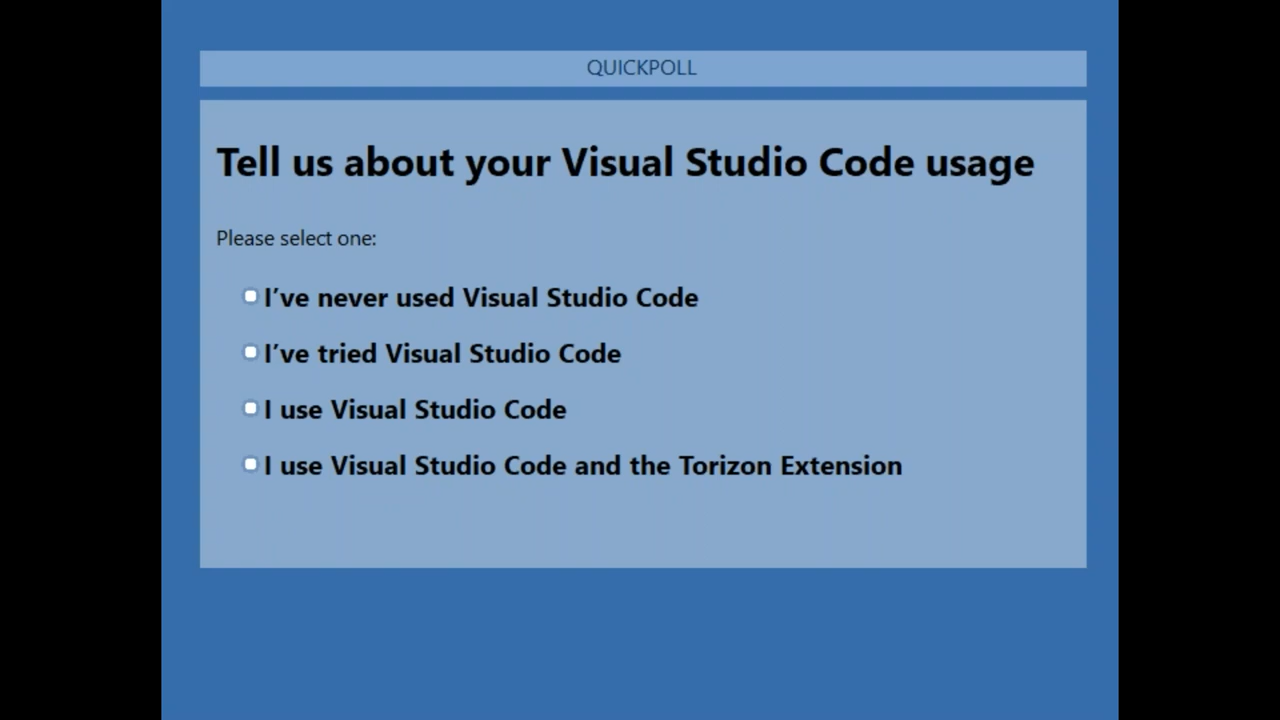 QUICKPOLL
Tell us about your Visual Studio Code usage
Please select one:
I’ve never used Visual Studio Code
I’ve tried Visual Studio Code
I use Visual Studio Code
I use Visual Studio Code and the Torizon Extension